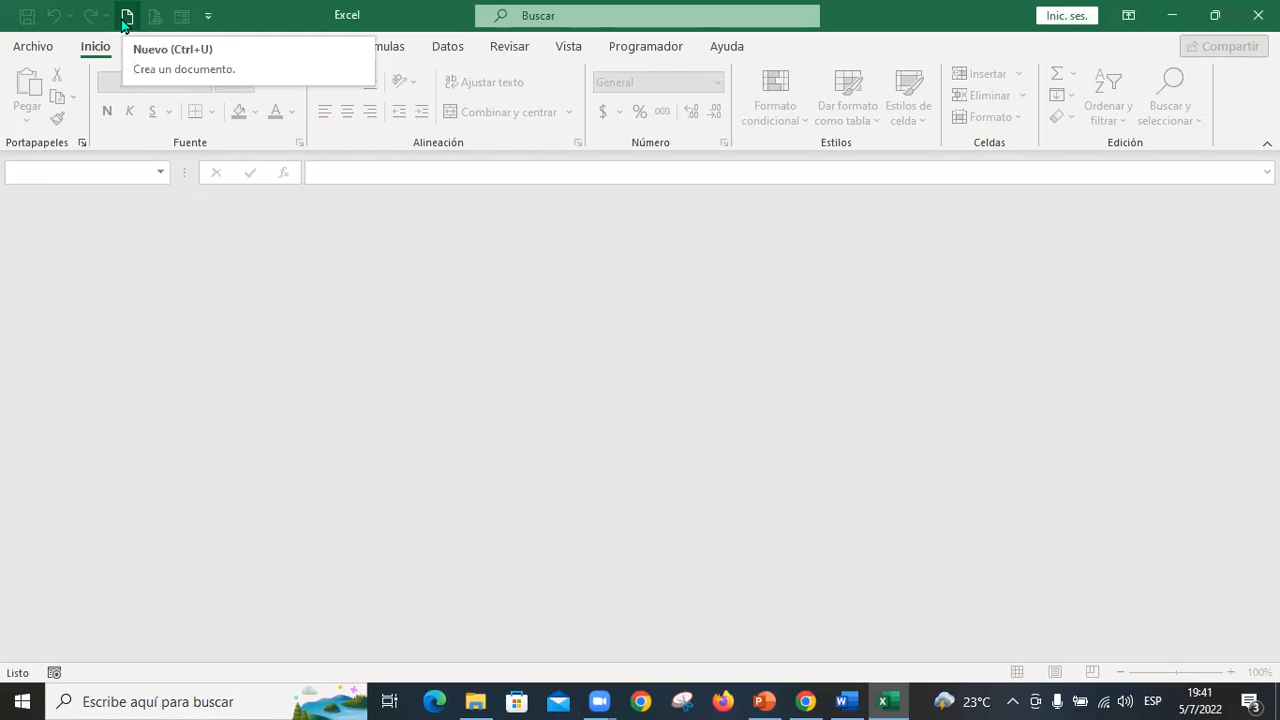 Excel
Buscar
Inic. ses.
Archivo
Inicio
Nuevo (Ctrl+U)
Crea un documento.
Datos
Revisar
Vista
Programador
Ayuda
Compartir
Pegar
N K S
A
Ajustar texto
Combinar y centrar
General
$ % 000
Formato
condicional
Dar formato
como tabla
Estilos de
celda
Insertar
Eliminar
Formato
Ordenar y
filtrar
Buscar y
seleccionar
Portapapeles
Fuente
Alineación
Número
Estilos
Celdas
Edición
fx
Listo
100%
Escribe aquí para buscar
23°C
ESP
19:41
5/7/2022
3